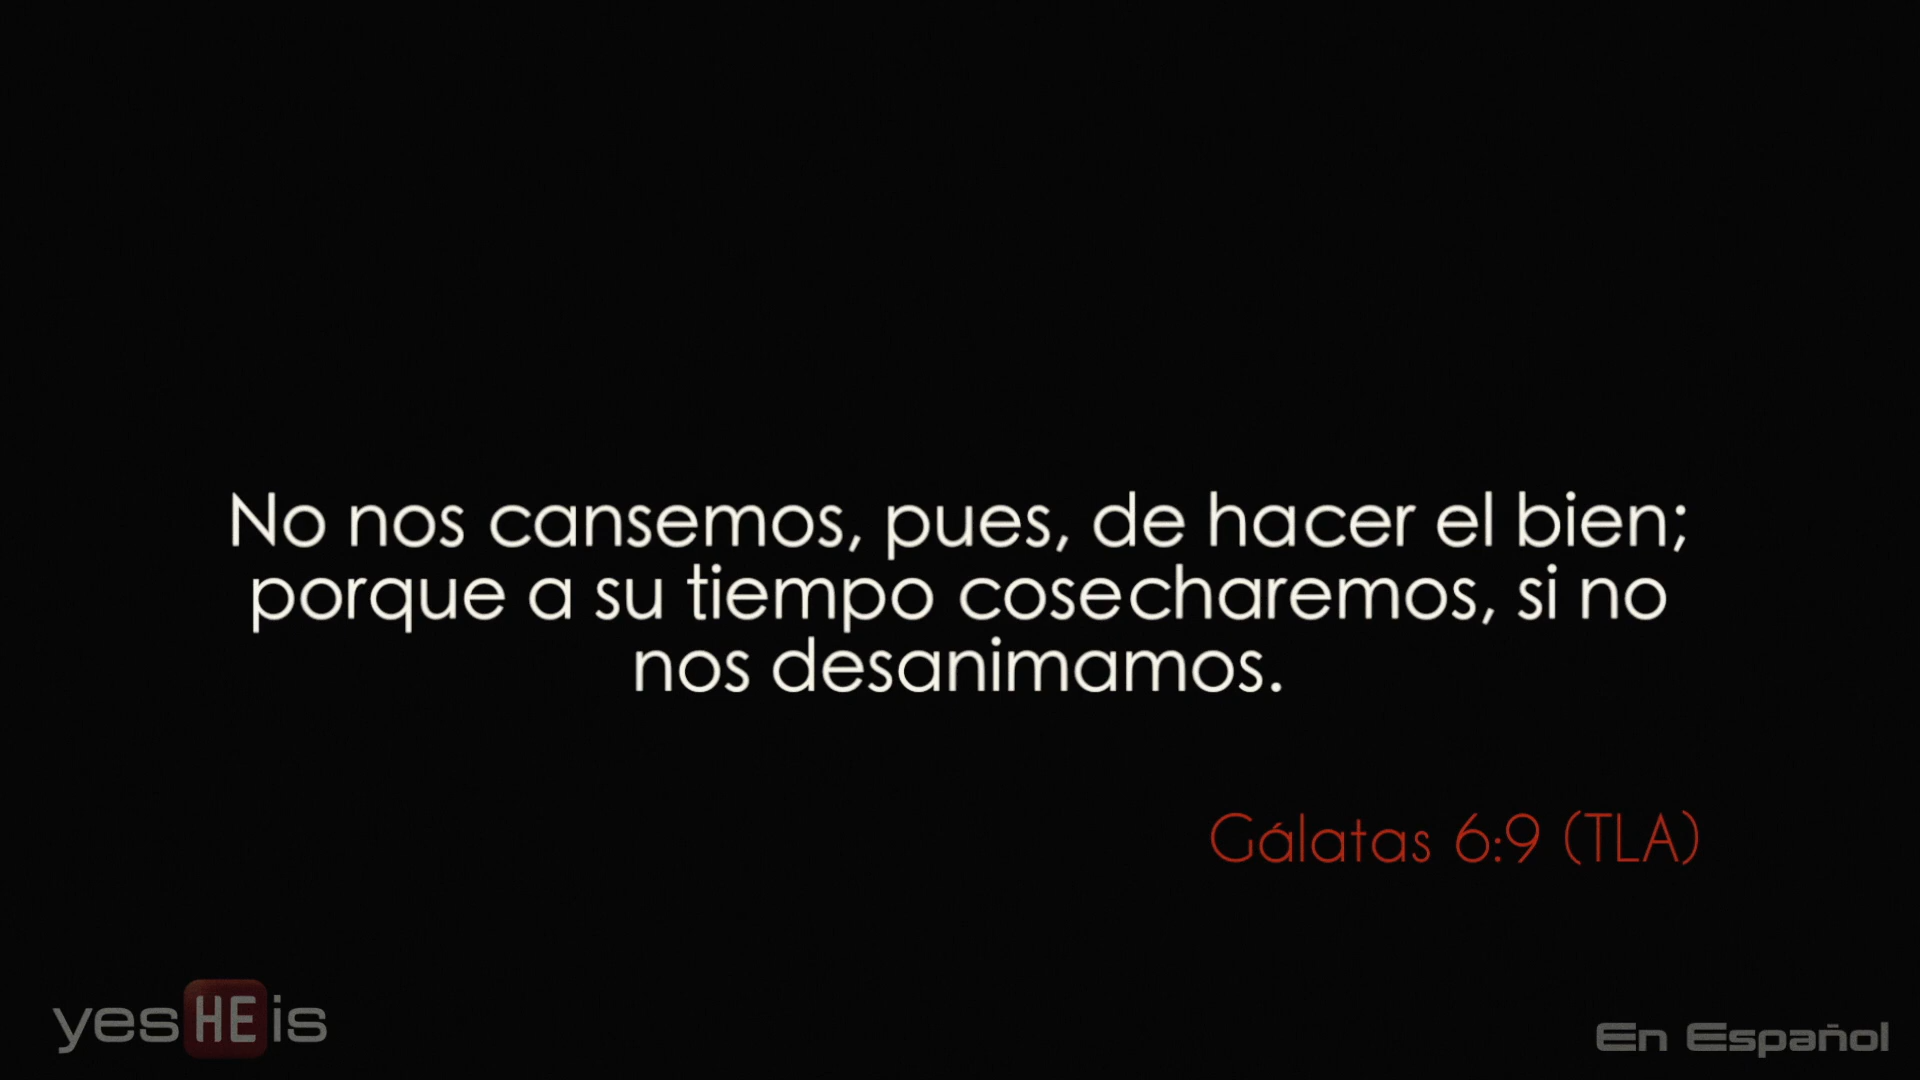 No nos cansemos, pues, de hacer el bien;
porque a su tiempo cosecharemos, si no
nos desanimamos.
Gálatas 6:9 (TLA)
yesHEis
En Español